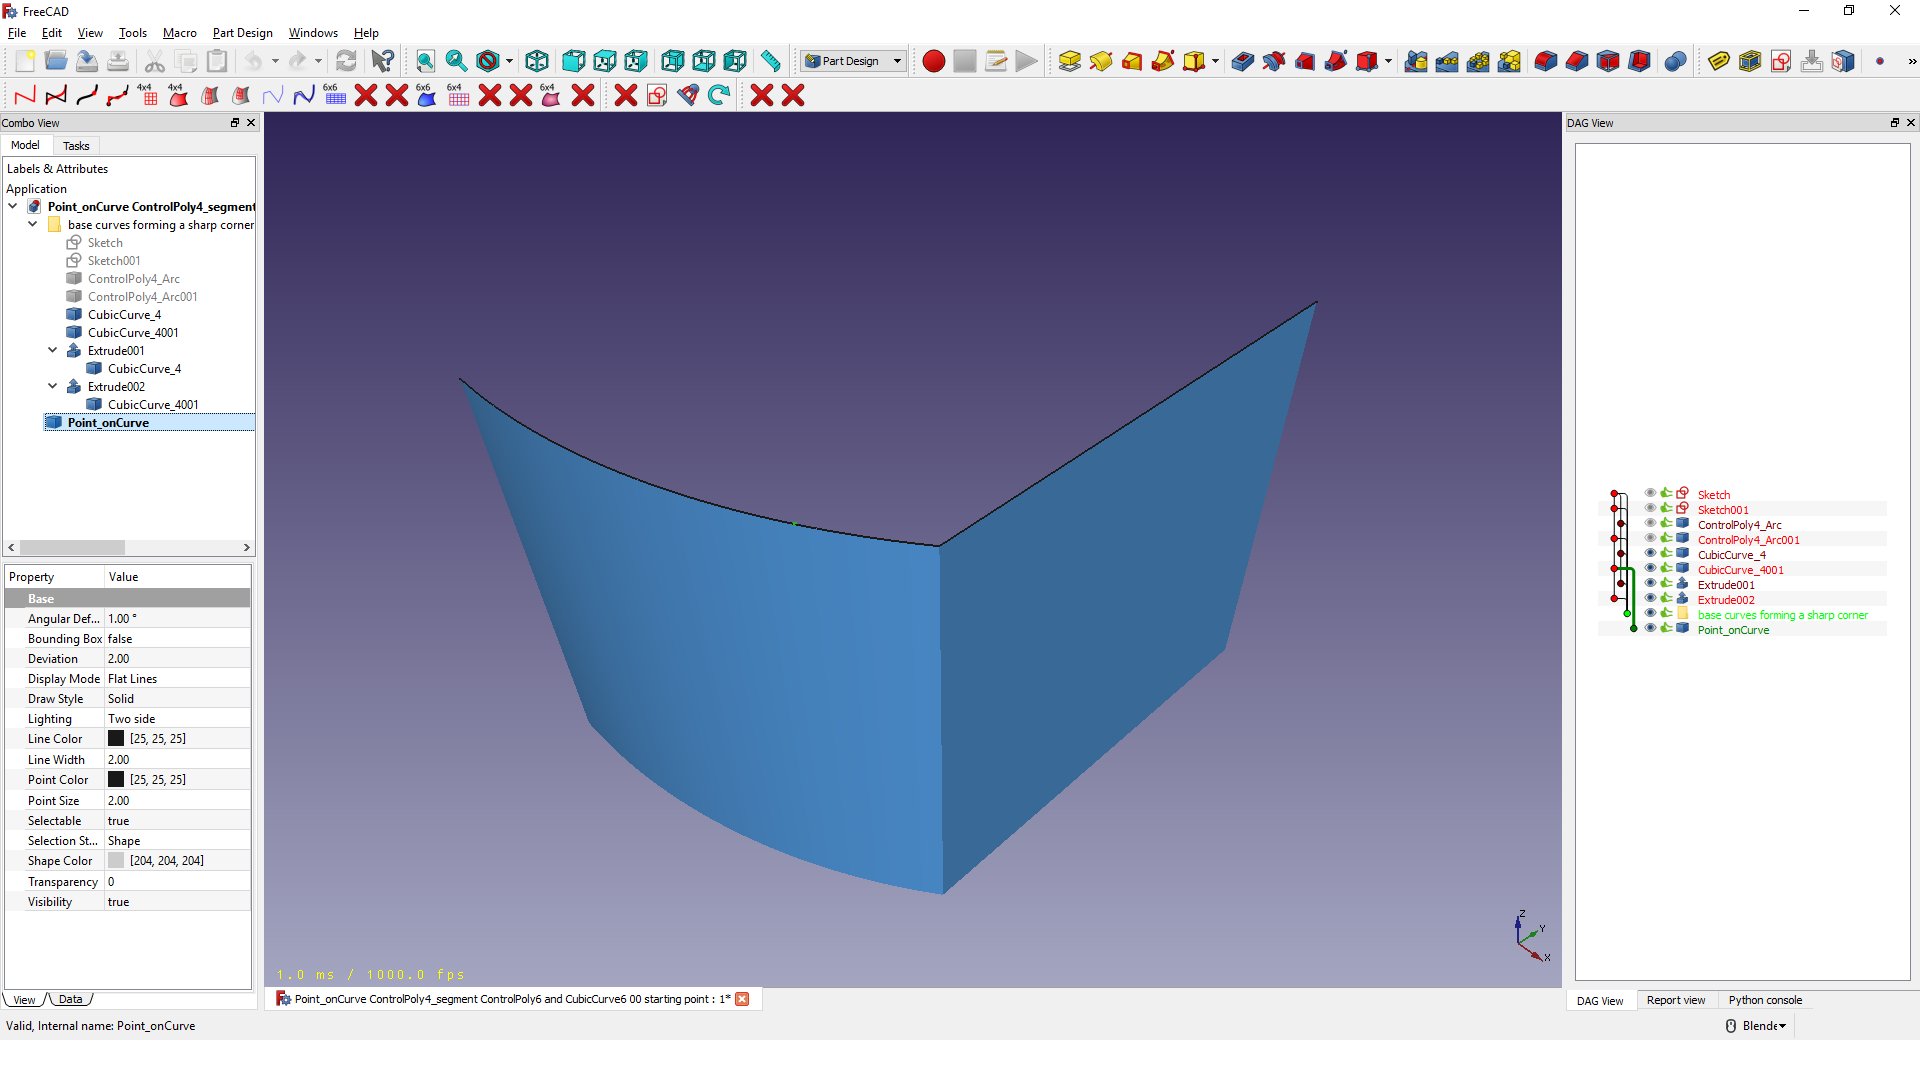 FreeCAD
File Edit View Tools Macro Part Design Windows Help
Part Design
4x4 4x4 6x6 6x6 6x4 6x4
Combo View
Model Tasks
Labels & Attributes
Application
Point_onCurve ControlPoly4_segment
base curves forming a sharp corner
Sketch
Sketch001
ControlPoly4_Arc
ControlPoly4_Arc001
CubicCurve_4
CubicCurve_4001
Extrude001
CubicCurve_4
Extrude002
CubicCurve_4001
Point_onCurve
Property Value
Base
Angular Def... 1.00 °
Bounding Box false
Deviation 2.00
Display Mode Flat Lines
Draw Style Solid
Lighting Two side
Line Color [25, 25, 25]
Line Width 2.00
Point Color [25, 25, 25]
Point Size 2.00
Selectable true
Selection St... Shape
Shape Color [204, 204, 204]
Transparency 0
Visibility true
View Data
Valid, Internal name: Point_onCurve
1.0 ms / 1000.0 fps
Z
Y
X
Point_onCurve ControlPoly4_segment ControlPoly6 and CubicCurve6 00 starting point : 1*
DAG View
Sketch
Sketch001
ControlPoly4_Arc
ControlPoly4_Arc001
CubicCurve_4
CubicCurve_4001
Extrude001
Extrude002
base curves forming a sharp corner
Point_onCurve
DAG View Report view Python console
Blende